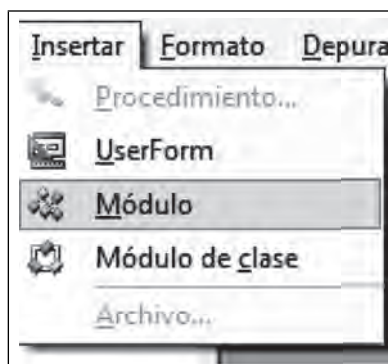 Insertar Formato Depura
Procedimiento...
UserForm
Módulo
Módulo de clase
Archivo...